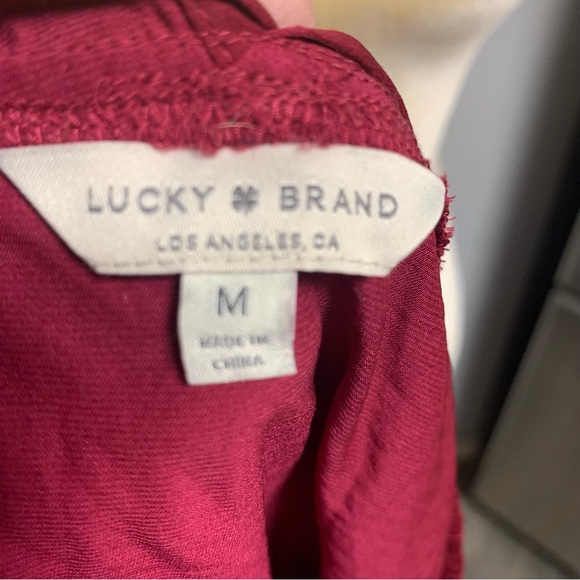 LUCKY BRAND
LOS ANGELES, CA
M
MADE IN
CHINA